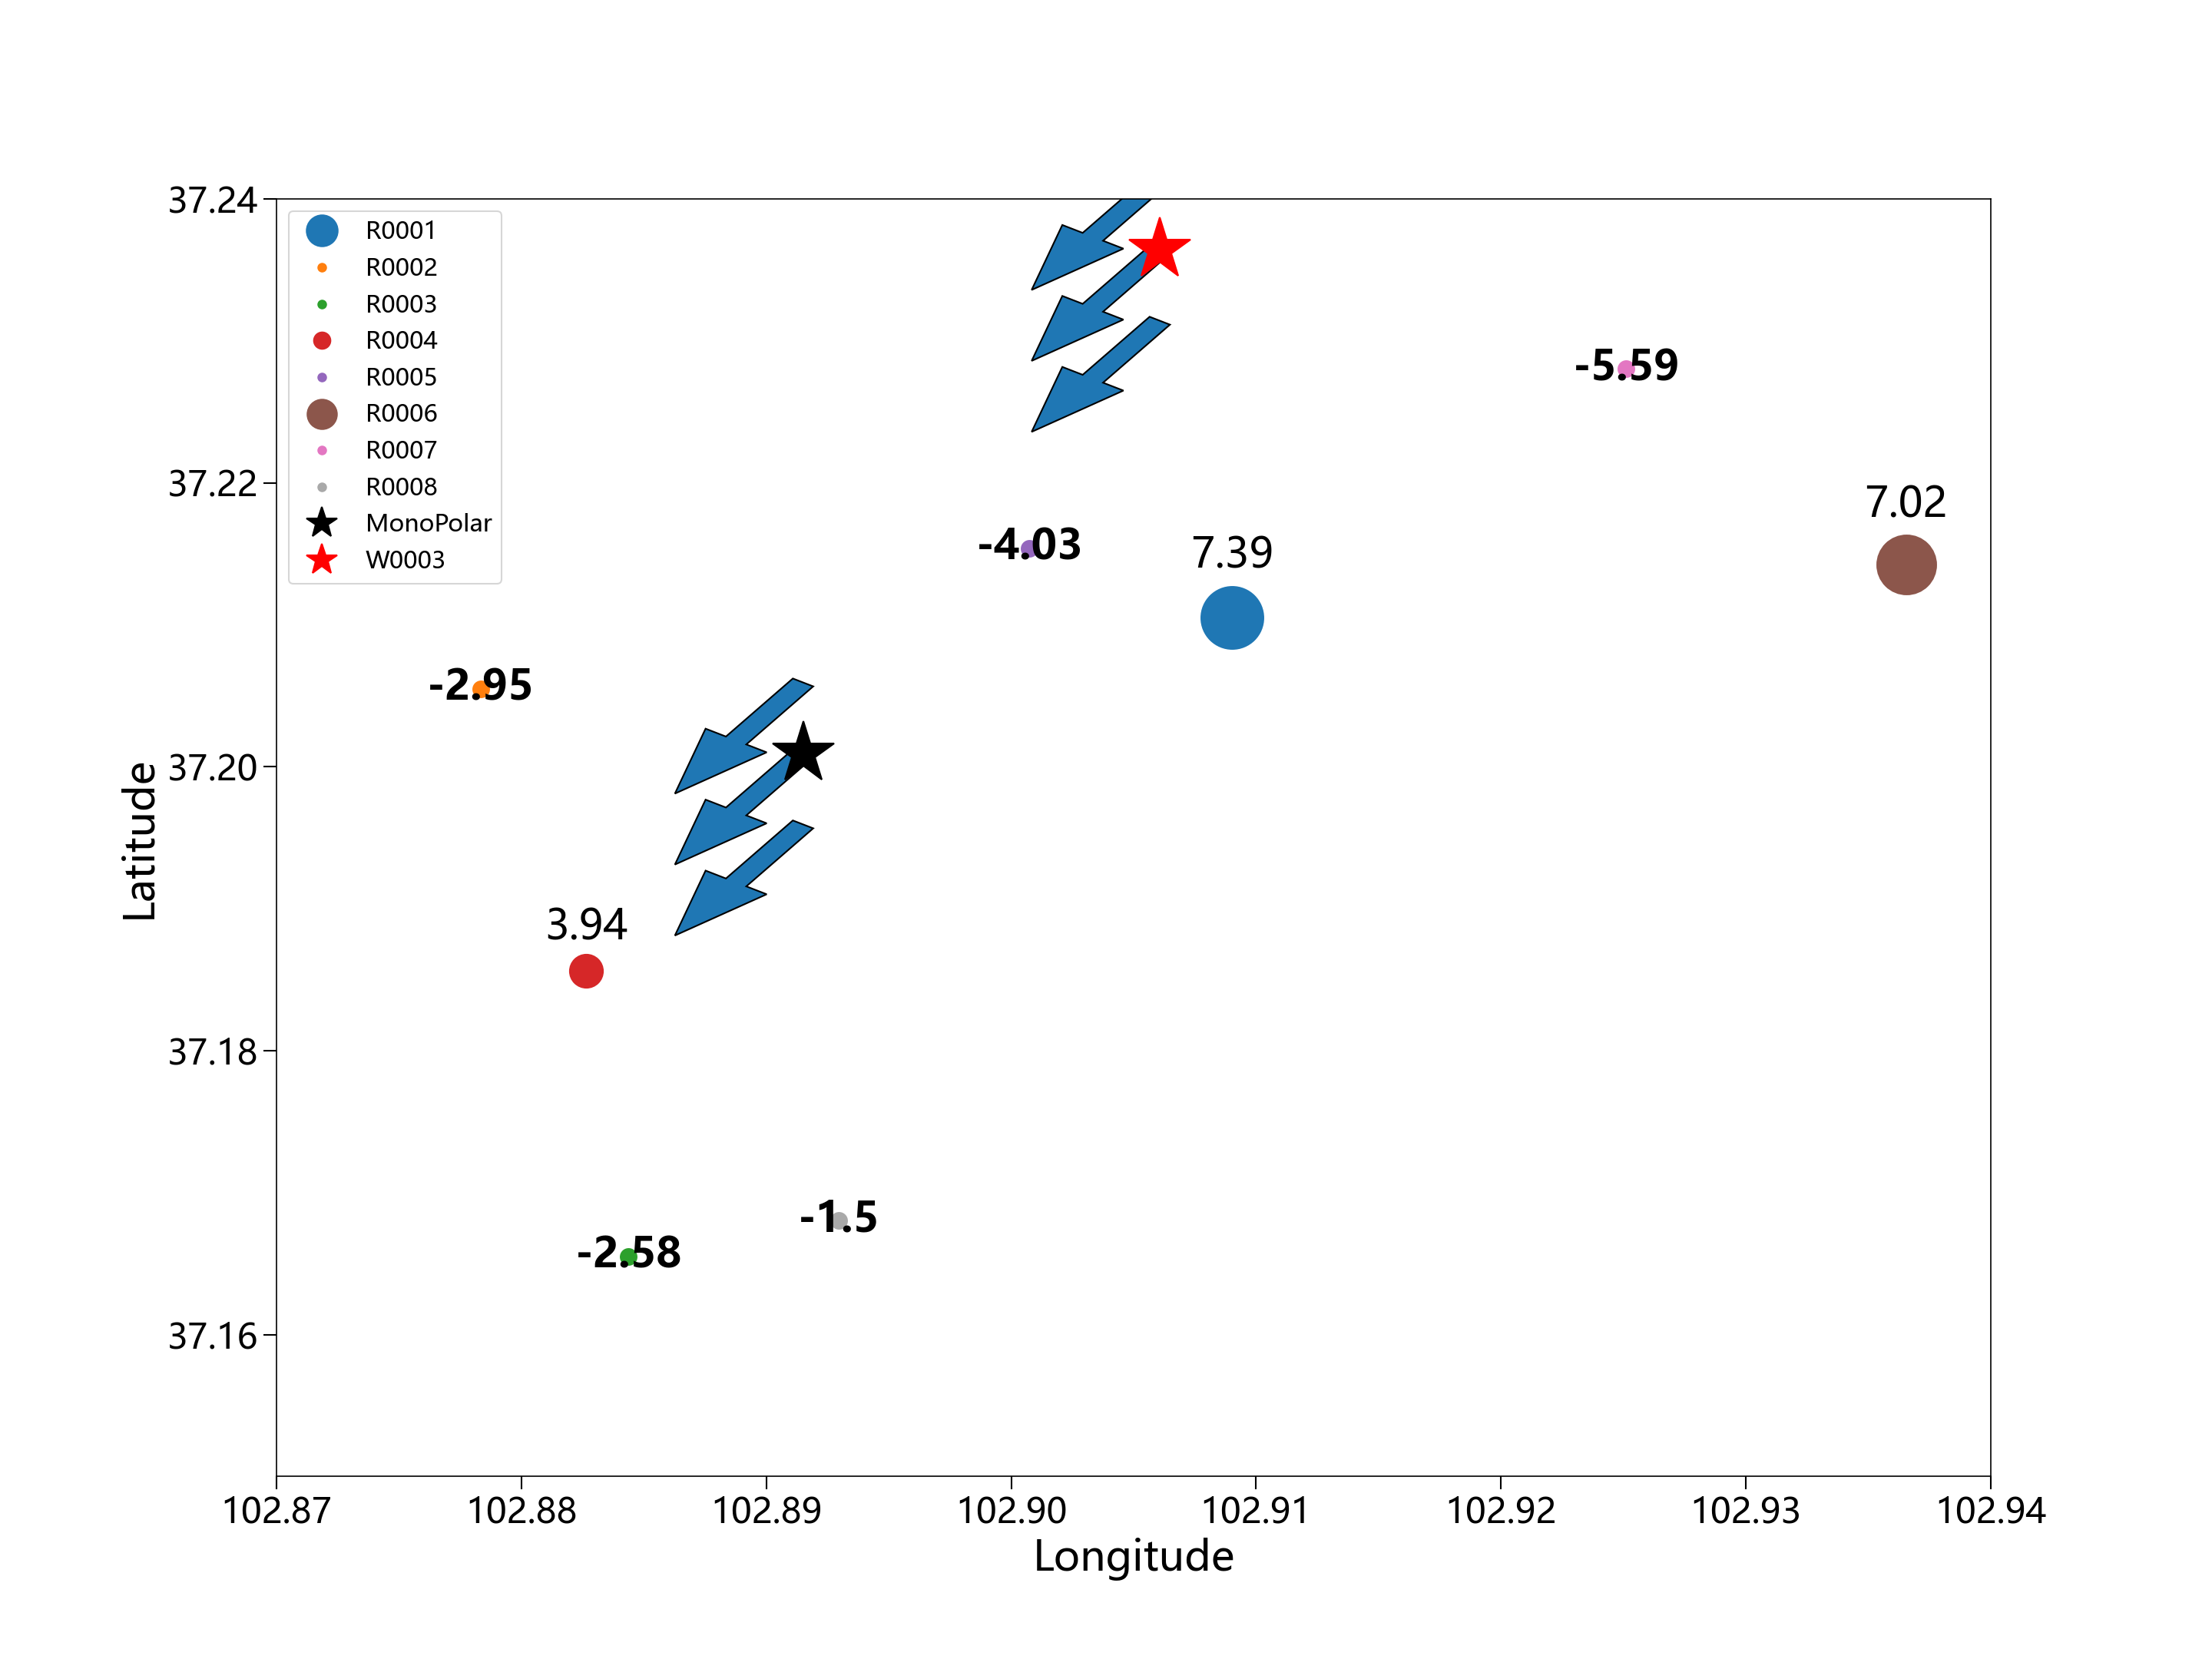 37.24
R0001
R0002
R0003
R0004
R0005
R0006
R0007
R0008
MonoPolar
W0003
-5.59
37.22
7.02
-4.03
7.39
-2.95
37.20
Latitude
3.94
37.18
-1.5
-2.58
37.16
102.87 102.88 102.89 102.90 102.91 102.92 102.93 102.94
Longitude